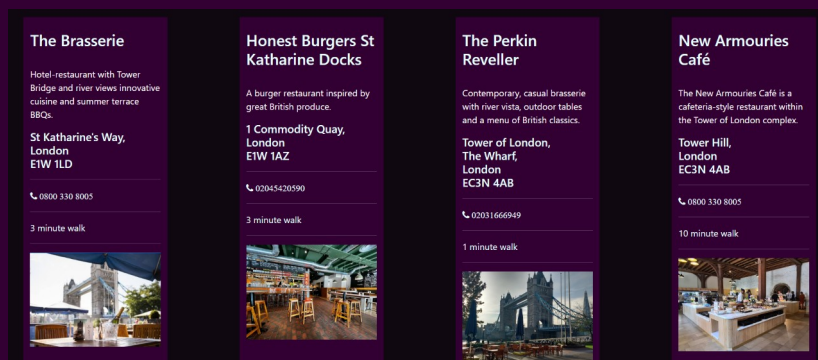 The Brasserie
Hotel-restaurant with Tower
Bridge and river views innovative
cuisine and summer terrace
BBQs.
St Katharine's Way,
London
E1W 1LD
0800 330 8005
3 minute walk
Honest Burgers St
Katharine Docks
A burger restaurant inspired by
great British produce.
1 Commodity Quay,
London
E1W 1AZ
02045420590
3 minute walk
The Perkin
Reveller
Contemporary, casual brasserie
with river vista, outdoor tables
and a menu of British classics.
Tower of London,
The Wharf,
London
EC3N 4AB
02031666949
1 minute walk
New Armouries
Café
The New Armouries Café is a
cafeteria-style restaurant within
the Tower of London complex.
Tower Hill,
London
EC3N 4AB
0800 330 8005
10 minute walk